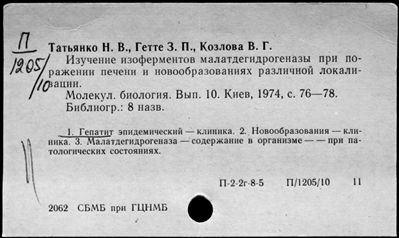 П
1205/10
Татьянко Н. В., Гетте З. П., Козлова В. Г.
Изучение изоферментов малатдегидрогеназы при по-
ражении печени и новообразованиях различной локали-
зации.
Молекул. биология. Вып. 10. Киев, 1974, с. 76—78.
Библиогр.: 8 назв.
1. Гепатит эпидемический — клиника. 2. Новообразования — кли-
ника. 3. Малатдегидрогеназа — содержание в организме — — при па-
тологических состояниях.
П-2-2г-8-5 П/1205/10 11
2062 СБМБ при ГЦНМБ